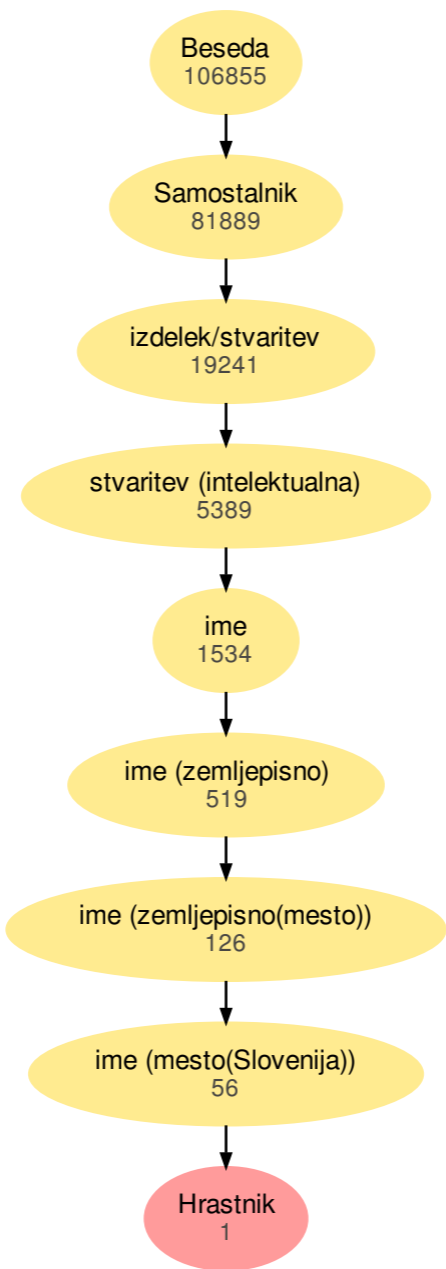 Beseda
106855
Samostalnik
81889
izdelek/stvaritev
19241
stvaritev (intelektualna)
5389
ime
1534
ime (zemljepisno)
519
ime (zemljepisno(mesto))
126
ime (mesto(Slovenija))
56
Hrastnik
1